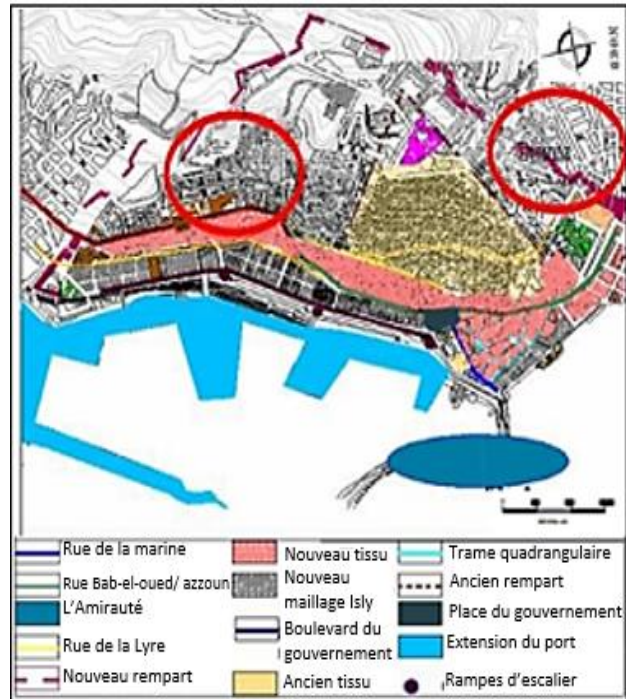 NORD
Rue de la marine
Nouveau tissu
Trame quadrangulaire
Rue Bab-el-oued/ azzoun
Nouveau
maillage Isly
Ancien rempart
L'Amirauté
Place du gouvernement
Boulevard du
gouvernement
Rue de la Lyre
Extension du port
Nouveau rempart
Ancien tissu
Rampes d'escalier